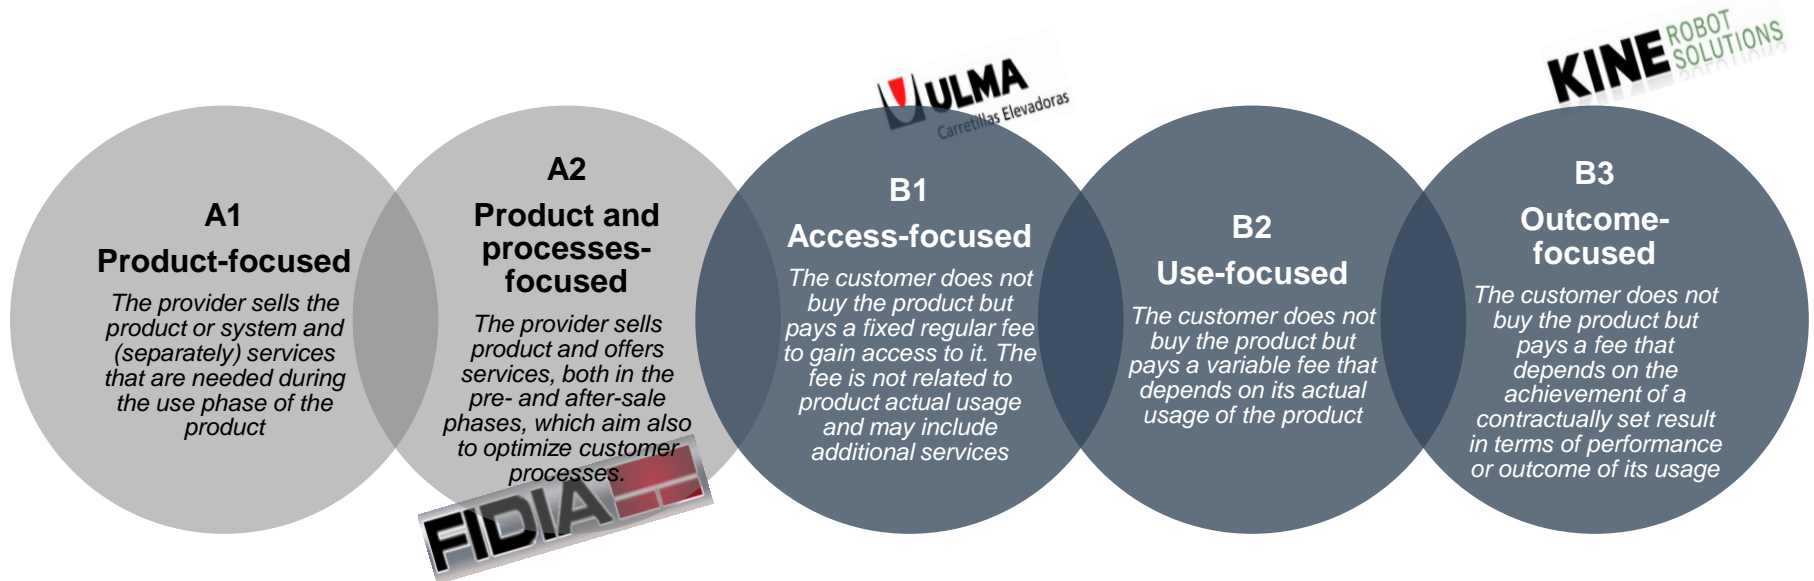 A1
Product-focused
The provider sells the
product or system and
(separately) services
that are needed during
the use phase of the
product
A2
Product and
processes-
focused
The provider sells
product and offers
services, both in the
pre- and after-sale
phases, which aim also
to optimize customer
processes.
FIDIA
ULMA
Carretillas Elevadoras
B1
Access-focused
The customer does not
buy the product but
pays a fixed regular fee
to gain access to it. The
fee is not related to
product actual usage
and may include
additional services
B2
Use-focused
The customer does not
buy the product but
pays a variable fee that
depends on its actual
usage of the product
KINE ROBOT
SOLUTIONS
B3
Outcome-
focused
The customer does not
buy the product but
pays a fee that
depends on the
achievement of a
contractually set result
in terms of performance
or outcome of its usage